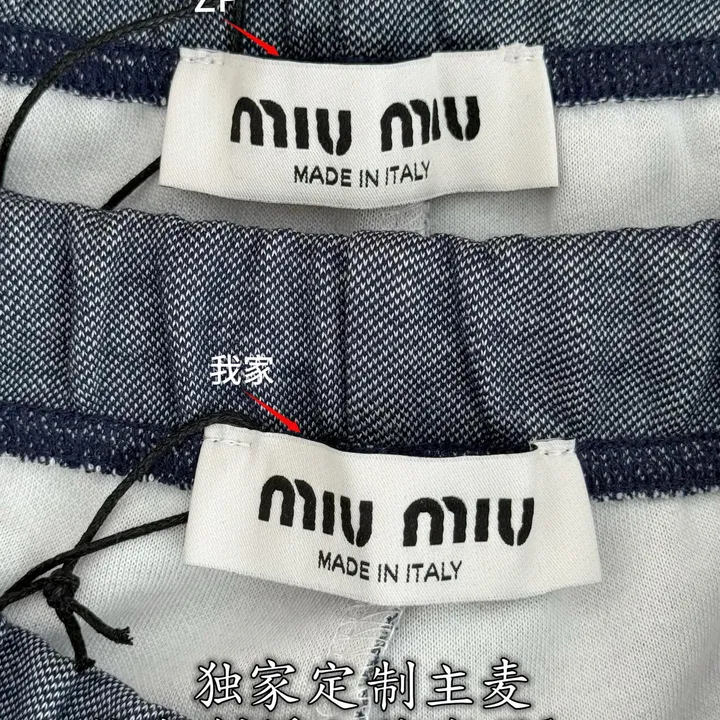 ZP
miu miu
MADE IN ITALY
我家
miu miu
MADE IN ITALY
独家定制主麦